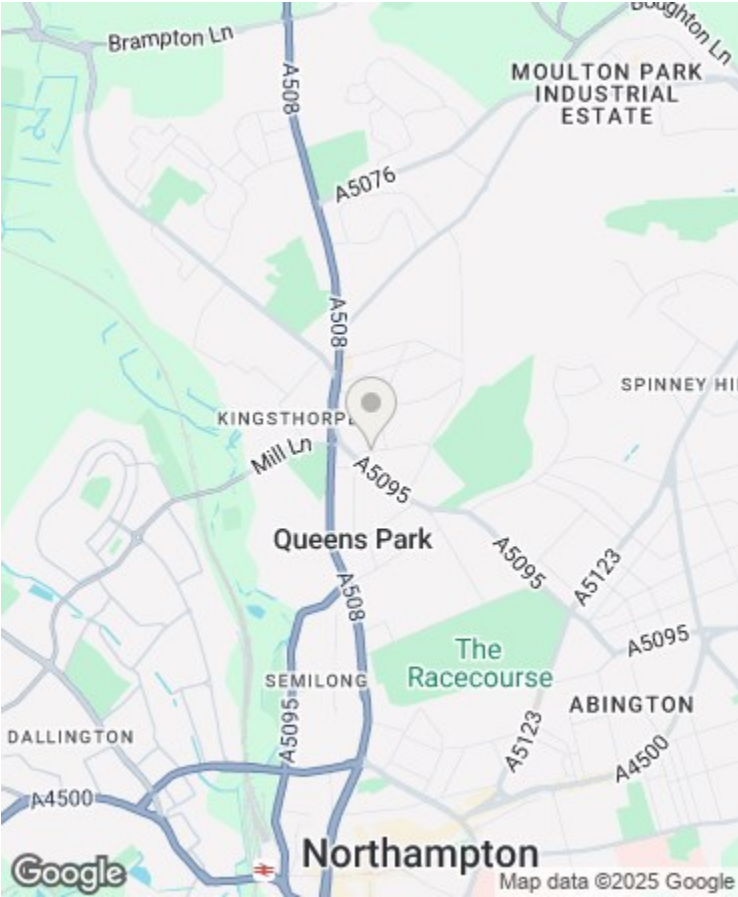 Brampton Ln
Boughton Ln
A508
MOULTON PARK
INDUSTRIAL
ESTATE
A5076
A508
SPINNEY HI
KINGSTHORPE
Mill Ln
A5095
Queens Park
A5095
A5123
A508
A5095
The
Racecourse
SEMILONG
ABINGTON
A5095
DALLINGTON
A5123
A4500
A4500
Northampton
Google
Map data ©2025 Google